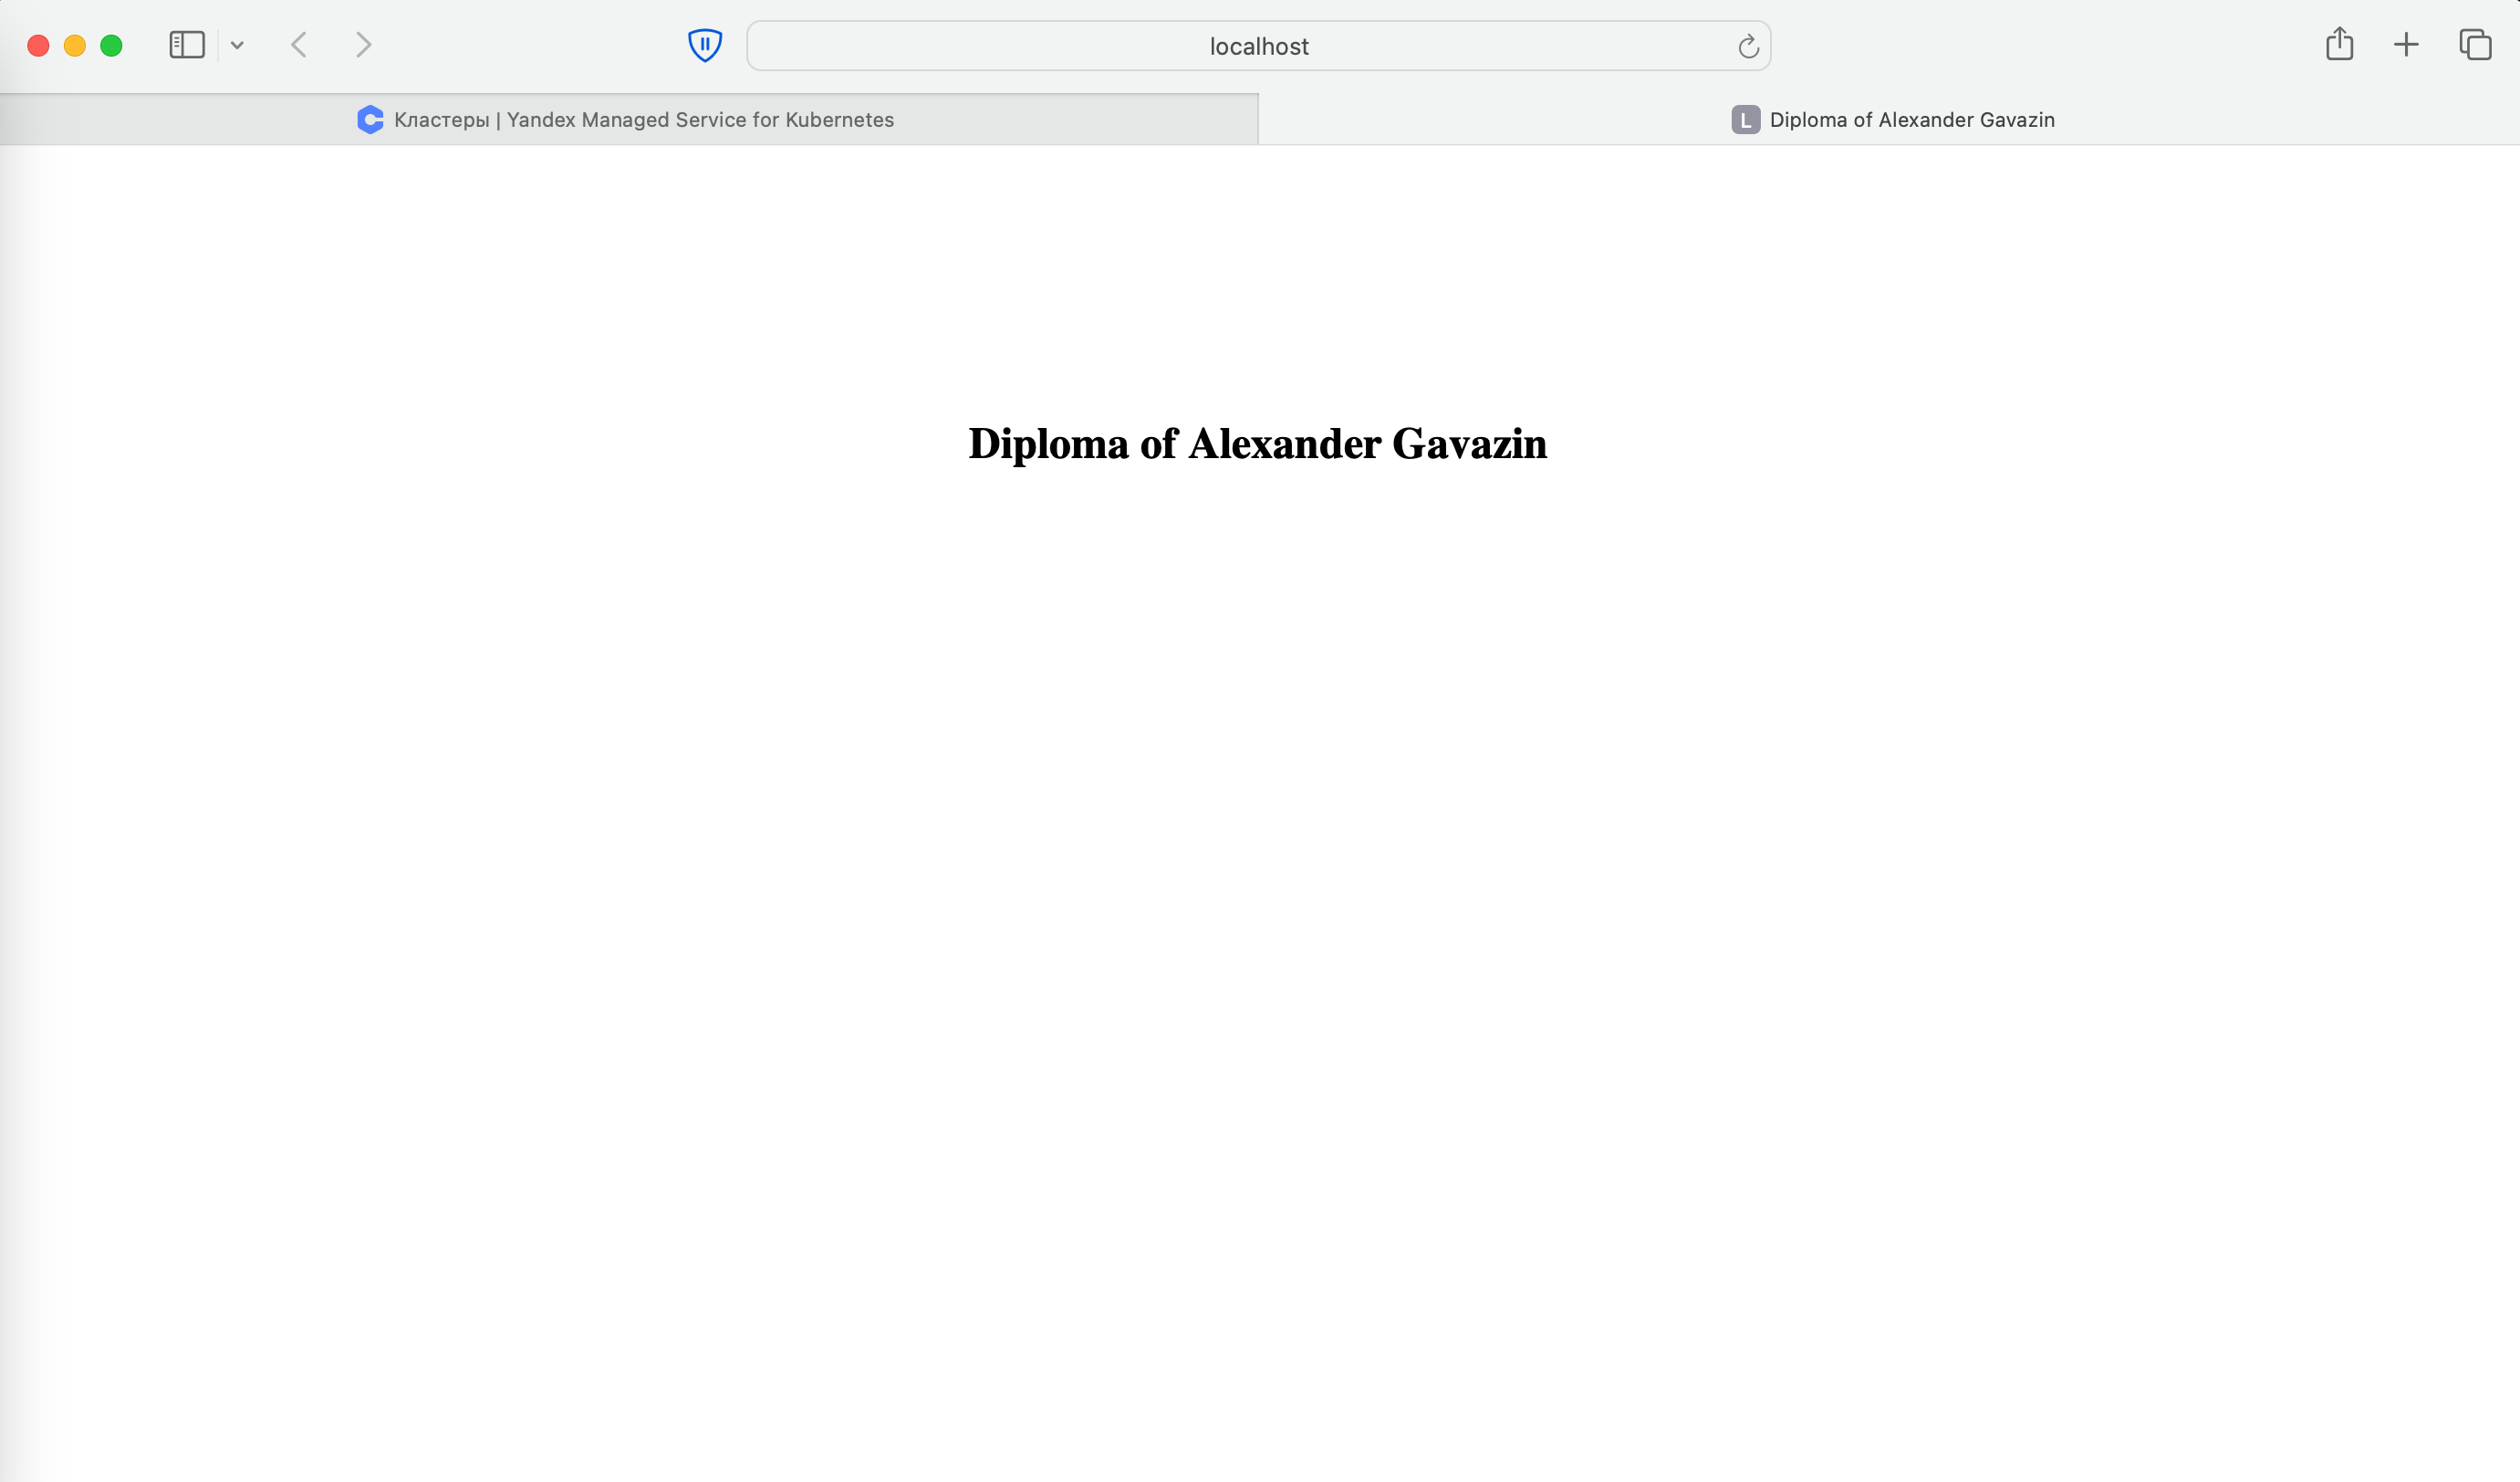 localhost
Кластеры | Yandex Managed Service for Kubernetes
L Diploma of Alexander Gavazin
Diploma of Alexander Gavazin